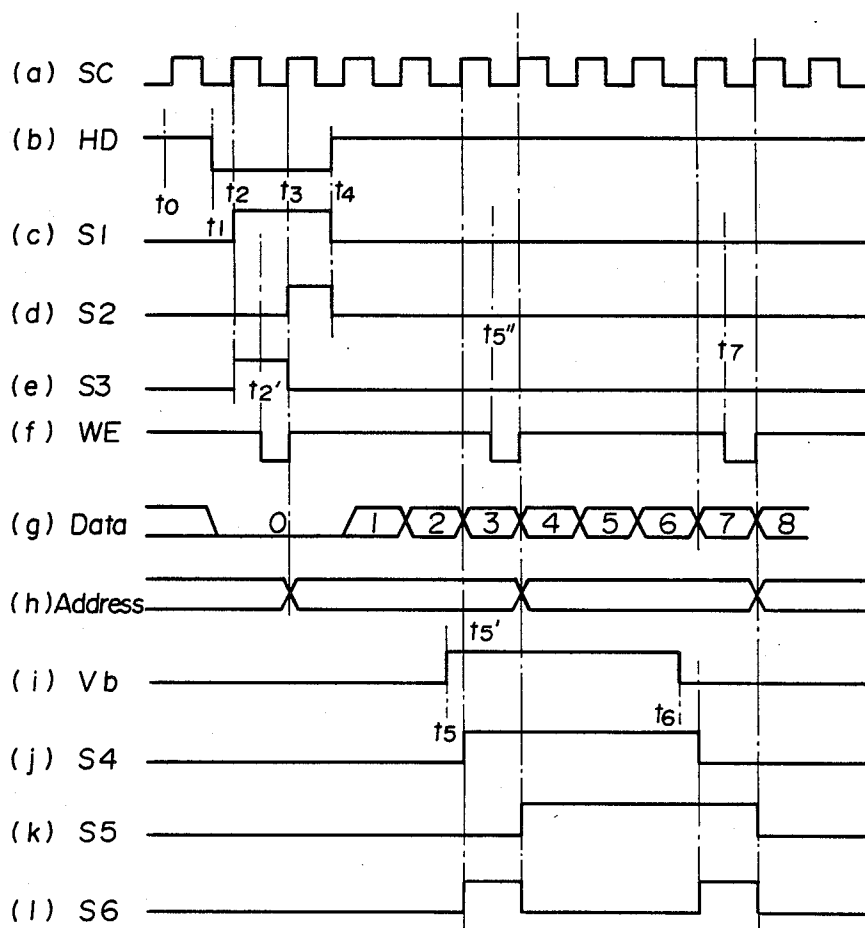 (a) SC
(b) HD
t0 t1 t2 t3 t4
(c) S1
(d) S2
t5" t7
(e) S3 t2'
(f) WE
(g) Data 0 1 2 3 4 5 6 7 8
(h) Address
t5'
(i) Vb
t5 t6
(j) S4
(k) S5
(l) S6